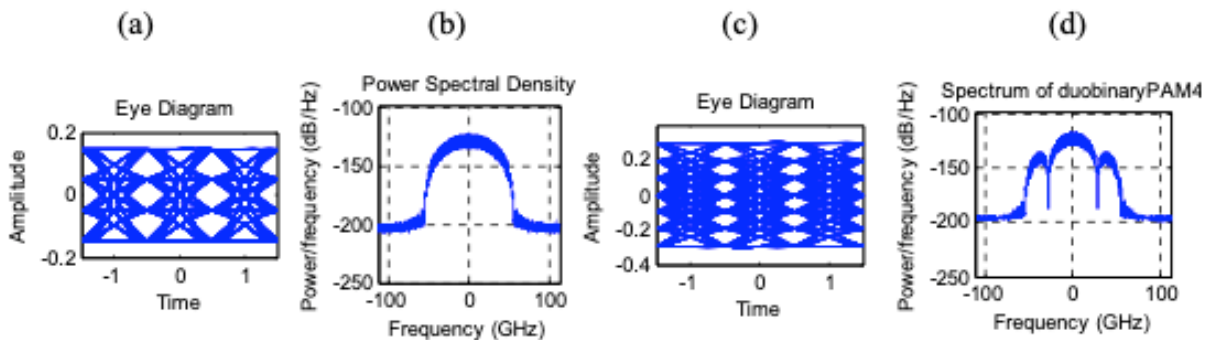 (a)
(b)
(c)
(d)
Eye Diagram
Amplitude
0.2
0
-0.2
-1
0
1
Time
Power Spectral Density
Power/frequency (dB/Hz)
-100
-150
-200
-250
-100
0
100
Frequency (GHz)
Eye Diagram
Amplitude
0.2
0
-0.2
-0.4
-1
0
1
Time
Spectrum of duobinaryPAM4
Power/frequency (dB/Hz)
-100
-150
-200
-250
-100
0
100
Frequency (GHz)